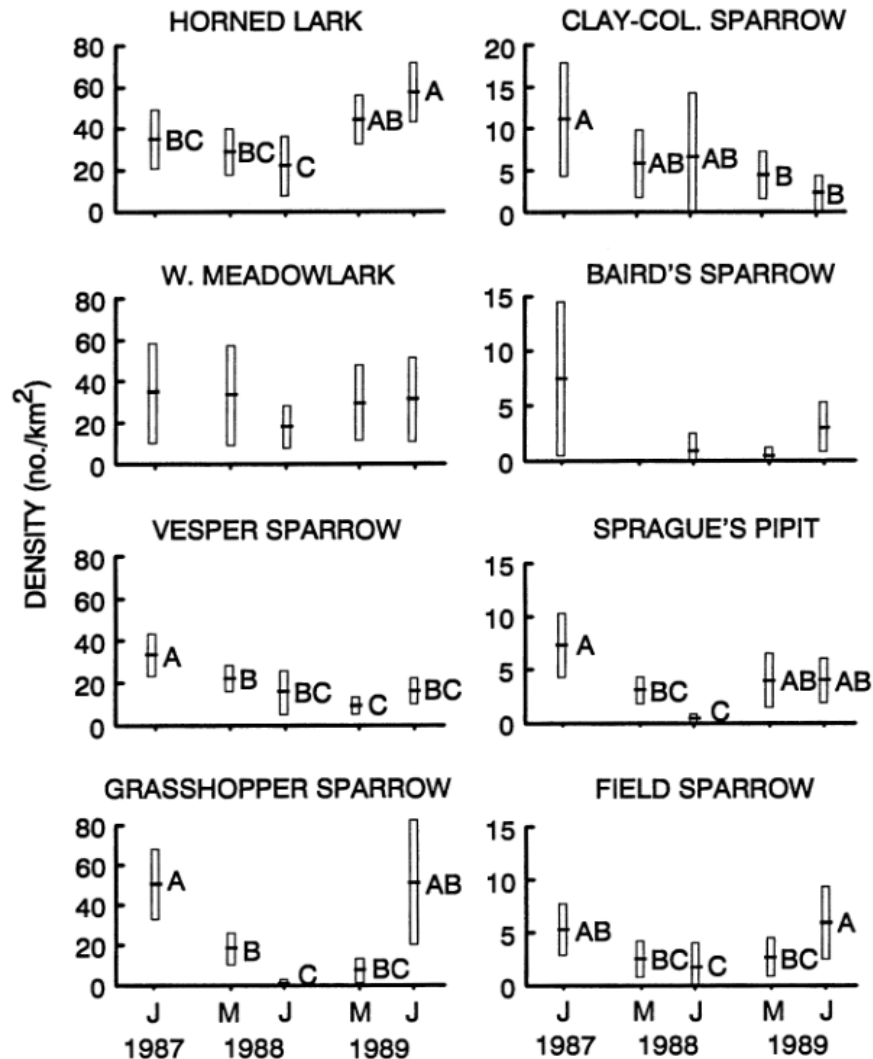 HORNED LARK
80
60
40
20
0
BC
BC
C
AB
A
CLAY-COL. SPARROW
20
15
10
5
0
A
AB
AB
B
B
W. MEADOWLARK
80
60
40
20
0
BAIRD'S SPARROW
15
10
5
0
DENSITY (no./km²)
VESPER SPARROW
80
60
40
20
0
A
B
BC
C
BC
SPRAGUE'S PIPIT
15
10
5
0
A
BC
C
AB
AB
GRASSHOPPER SPARROW
80
60
40
20
0
A
B
C
BC
AB
J M J M J
1987 1988 1989
FIELD SPARROW
15
10
5
0
AB
BC
C
BC
A
J M J M J
1987 1988 1989